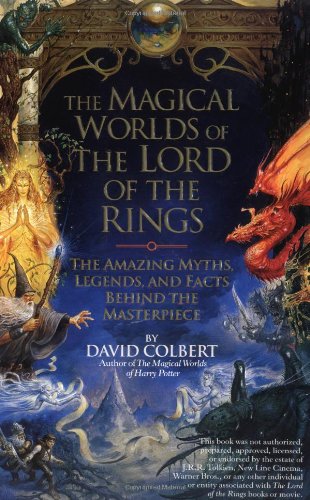 THE MAGICAL
WORLDS OF
THE LORD
OF THE
RINGS
THE AMAZING MYTHS,
LEGENDS, AND FACTS
BEHIND THE
MASTERPIECE
BY
DAVID COLBERT
Author of The Magical Worlds
of Harry Potter
This book was not authorized,
prepared, approved, licensed,
or endorsed by the estate of
J.R.R. Tolkien, New Line Cinema,
Warner Bros., or any other individual
or entity associated with The Lord
of the Rings books or movie.